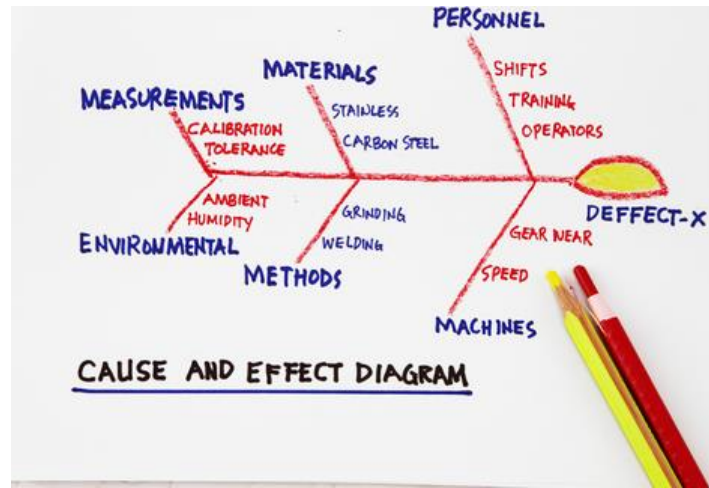 PERSONNEL
SHIFTS
TRAINING
OPERATORS
MATERIALS
STAINLESS
CARBON STEEL
MEASUREMENTS
CALIBRATION
TOLERANCE
AMBIENT
HUMIDITY
ENVIRONMENTAL
GRINDING
WELDING
METHODS
GEAR NEAR
SPEED
MACHINES
DEFFECT-X
CAUSE AND EFFECT DIAGRAM